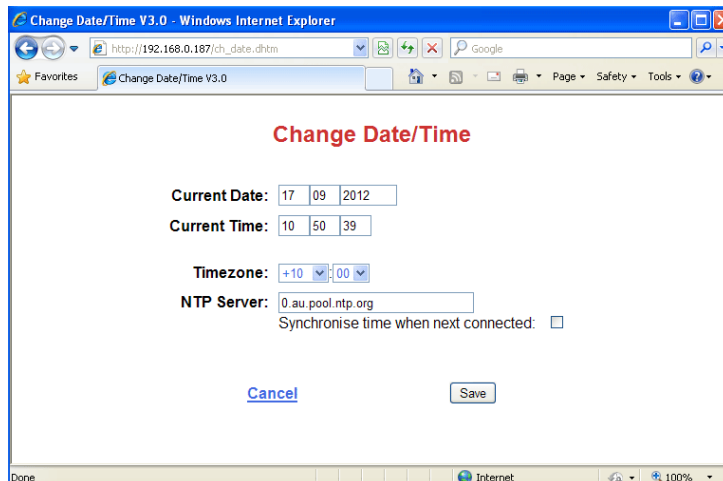 Change Date/Time V3.0 - Windows Internet Explorer
http://192.168.0.187/ch_date.dhtm
Google
Favorites
Change Date/Time V3.0
Page
Safety
Tools
Change Date/Time
Current Date: 17 09 2012
Current Time: 10 50 39
Timezone: +10 : 00
NTP Server: 0.au.pool.ntp.org
Synchronise time when next connected:
Cancel Save
Done Internet 100%